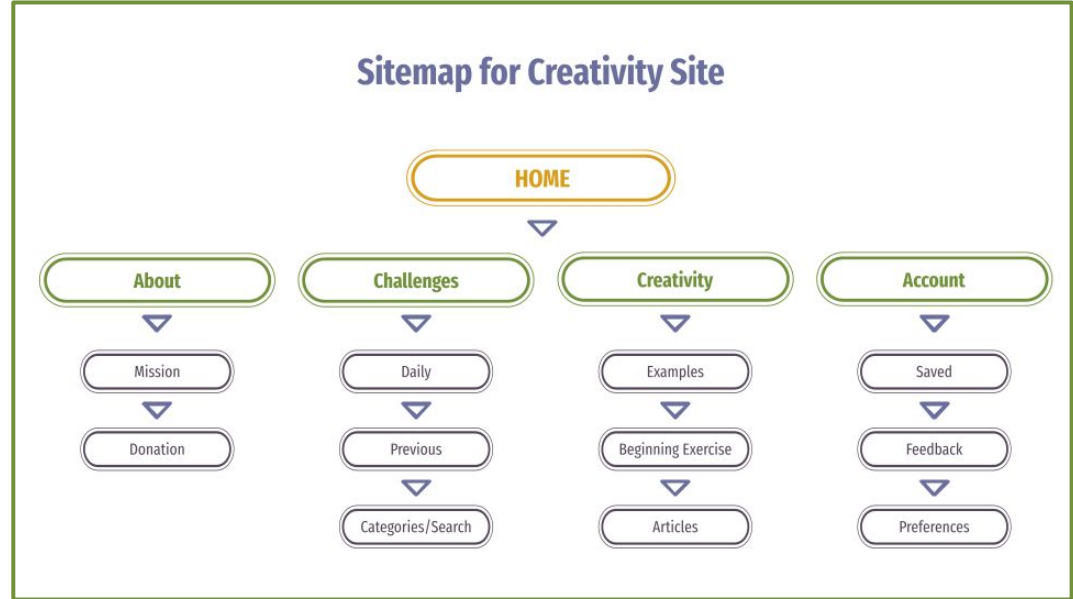 Sitemap for Creativity Site
HOME
About
Challenges
Creativity
Account
Mission
Daily
Examples
Saved
Donation
Previous
Beginning Exercise
Feedback
Categories/Search
Articles
Preferences